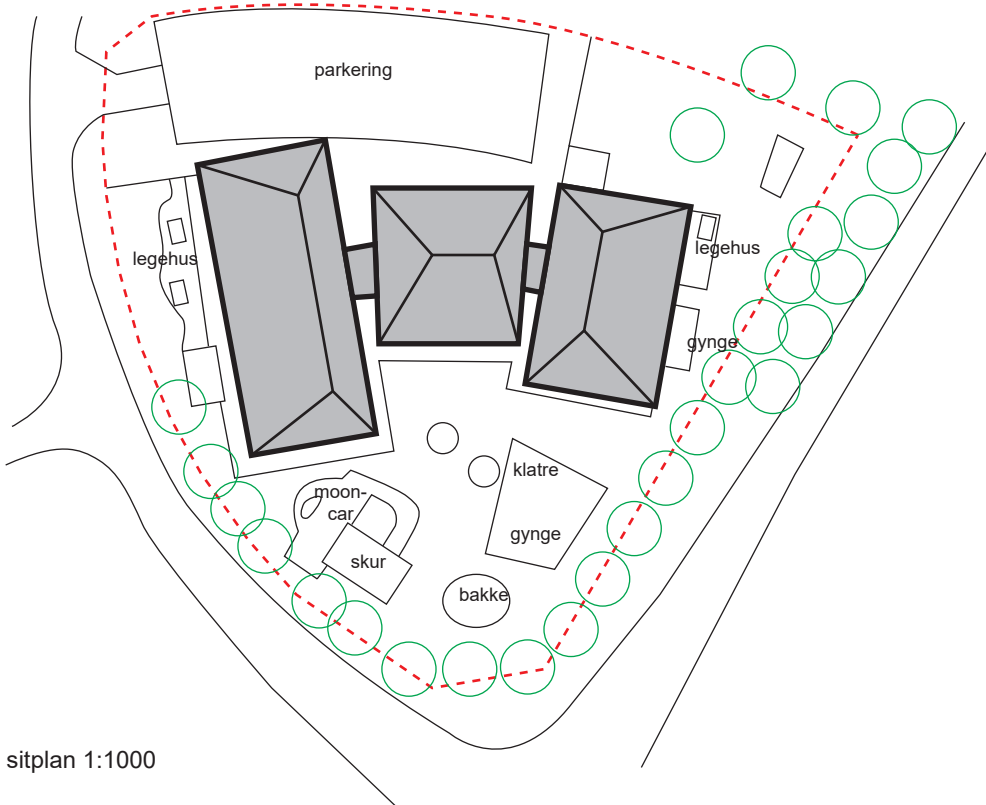 parkering
legehus
legehus
gynge
klatre
moon-
car
gynge
skur
bakke
sitplan 1:1000